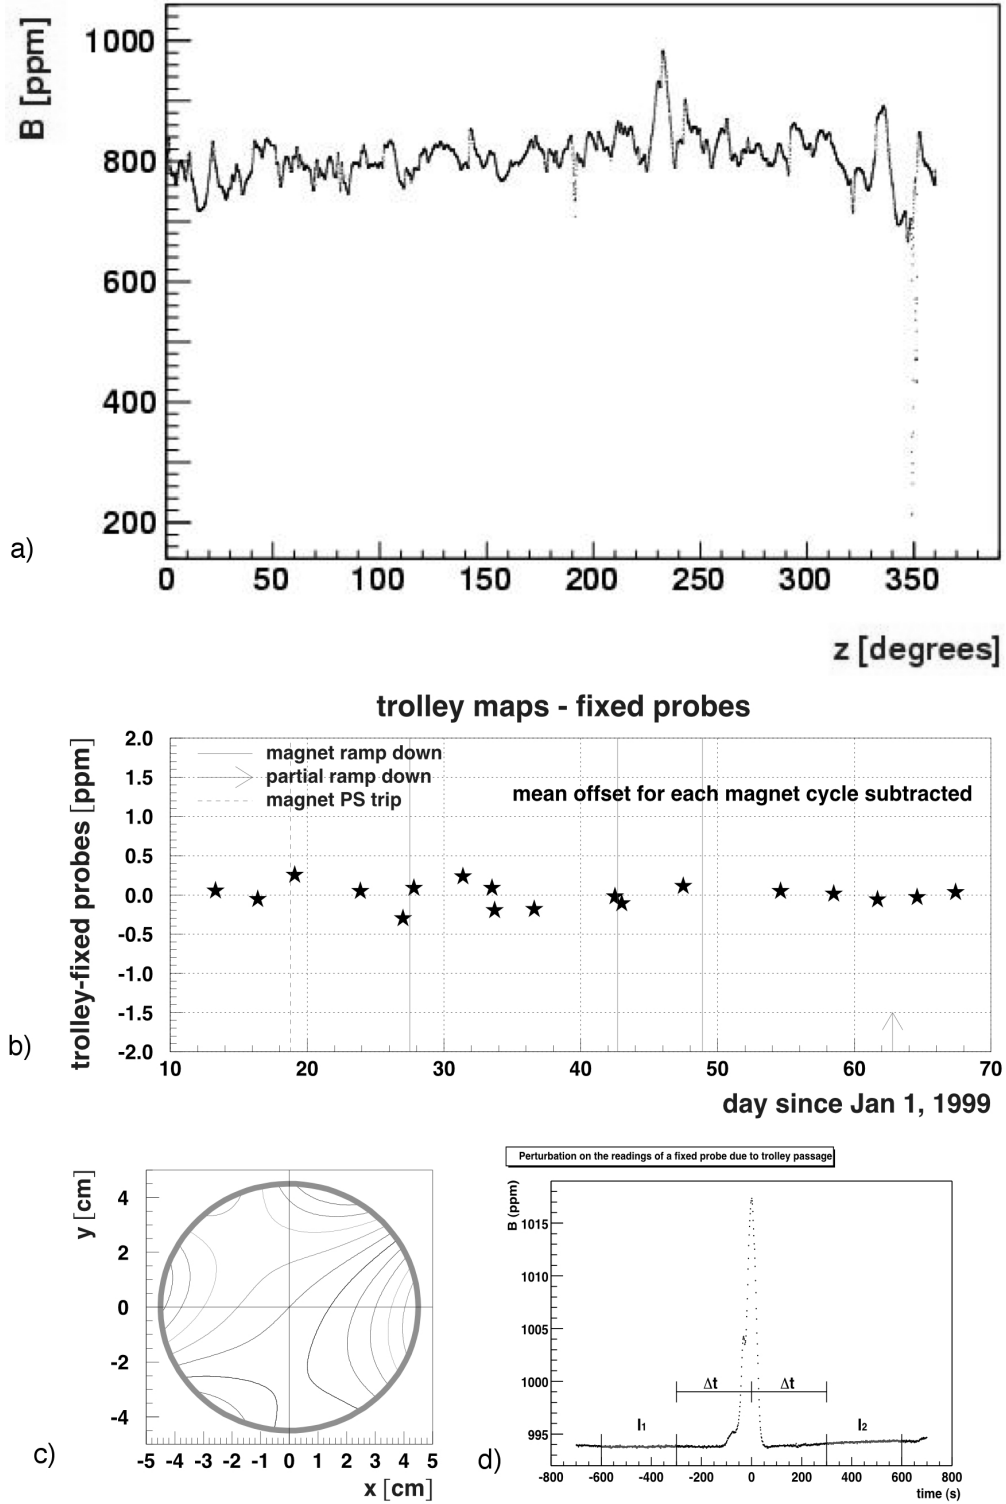 B [ppm]
1000
800
600
400
200
a)
0 50 100 150 200 250 300 350
z [degrees]
trolley maps - fixed probes
trolley-fixed probes [ppm]
2.0
1.5
1.0
0.5
0.0
-0.5
-1.0
-1.5
-2.0
magnet ramp down
partial ramp down
magnet PS trip
mean offset for each magnet cycle subtracted
b)
10 20 30 40 50 60 70
day since Jan 1, 1999
y [cm]
4
2
0
-2
-4
-5 -4 -3 -2 -1 0 1 2 3 4 5
x [cm]
c)
Perturbation on the readings of a fixed probe due to trolley passage
B (ppm)
1015
1010
1005
1000
995
Δt Δt
I1 I2
-800 -600 -400 -200 0 200 400 600 800
time (s)
d)